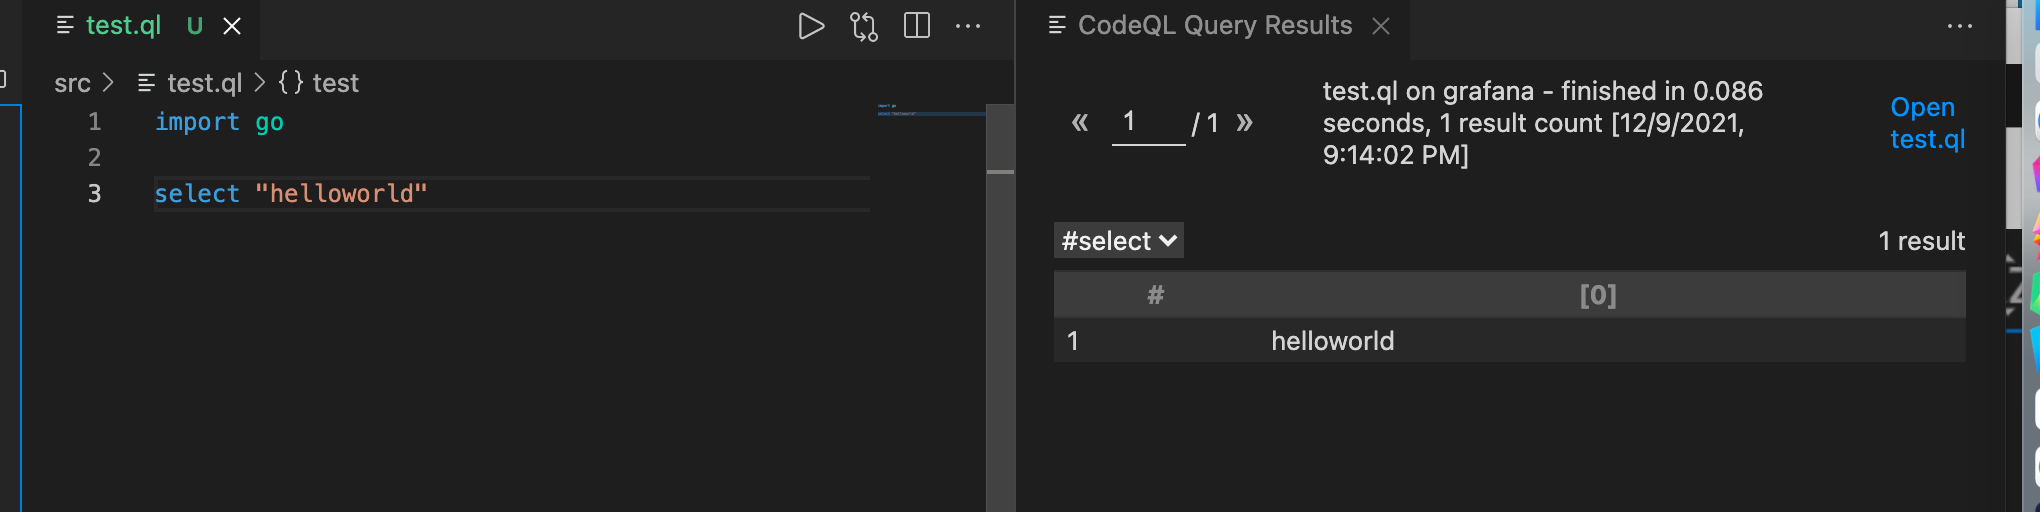 test.ql U
src > test.ql > {} test
1 import go
2
3 select "helloworld"
CodeQL Query Results
« 1 / 1 »
test.ql on grafana - finished in 0.086
seconds, 1 result count [12/9/2021,
9:14:02 PM]
Open
test.ql
#select
1 result
# [0]
1 helloworld